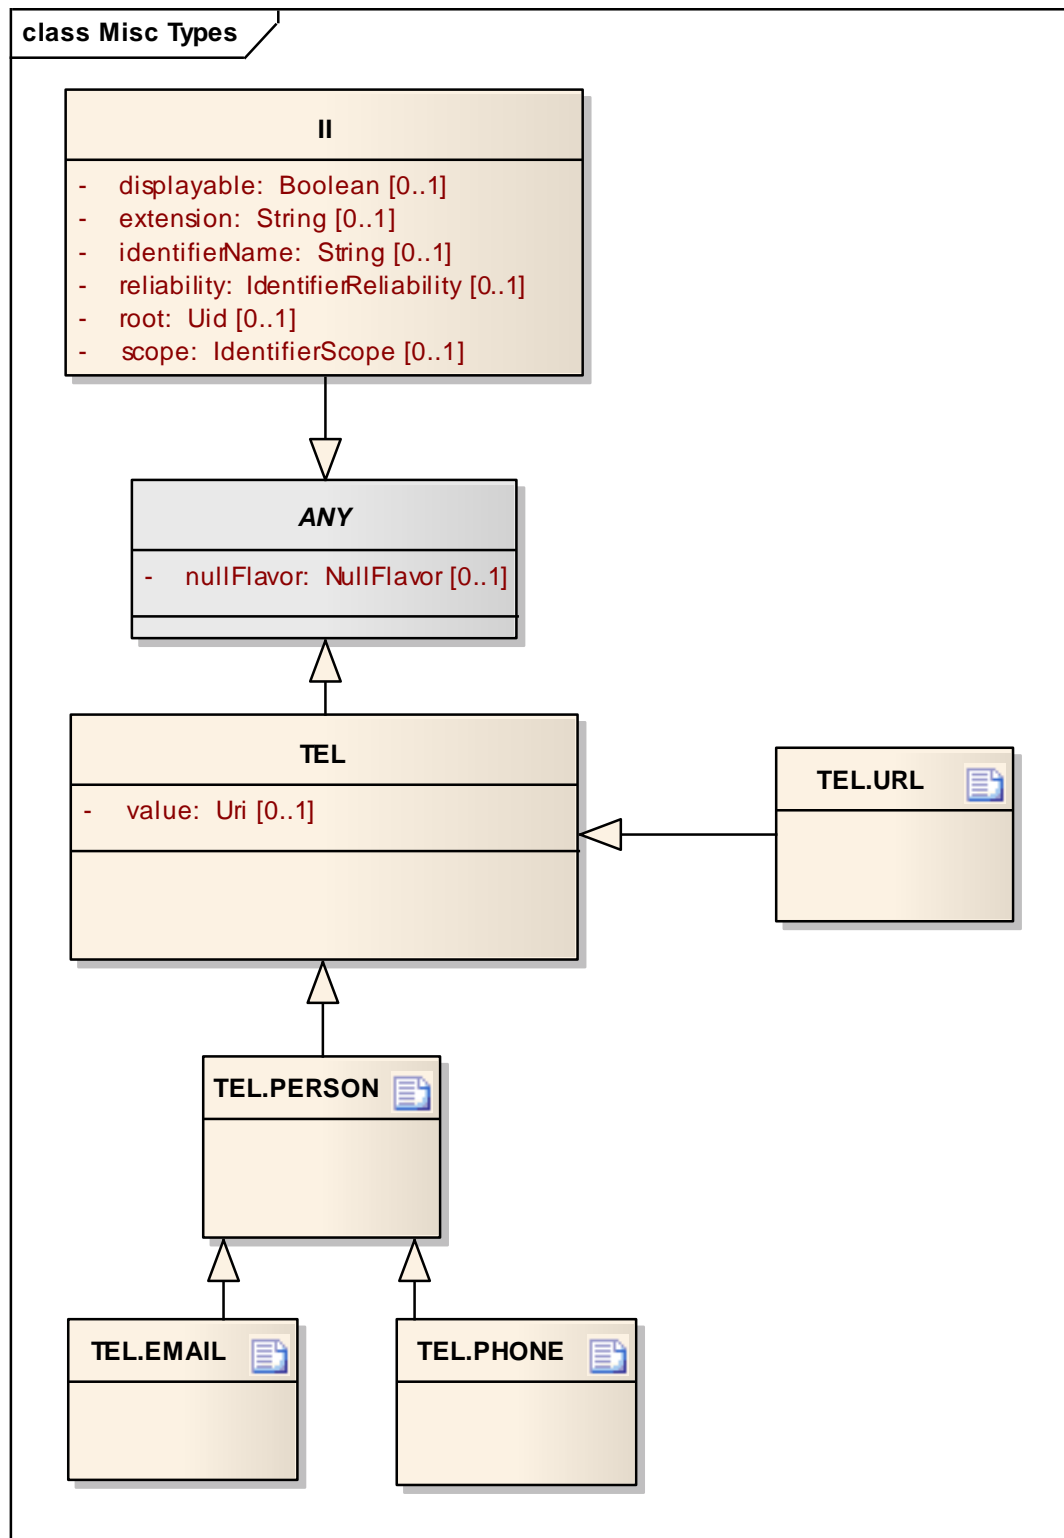 class Misc Types
II
- displayable: Boolean [0..1]
- extension: String [0..1]
- identifierName: String [0..1]
- reliability: IdentifierReliability [0..1]
- root: Uid [0..1]
- scope: IdentifierScope [0..1]
ANY
- nullFlavor: NullFlavor [0..1]
TEL
- value: Uri [0..1]
TEL.URL
TEL.PERSON
TEL.EMAIL
TEL.PHONE